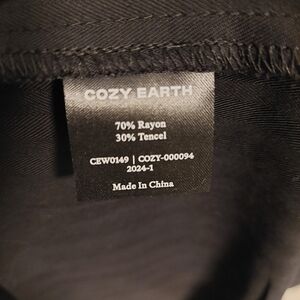 COZY EARTH
70% Rayon
30% Tencel
CEW0149 | COZY-000094
2024-1
Made In China